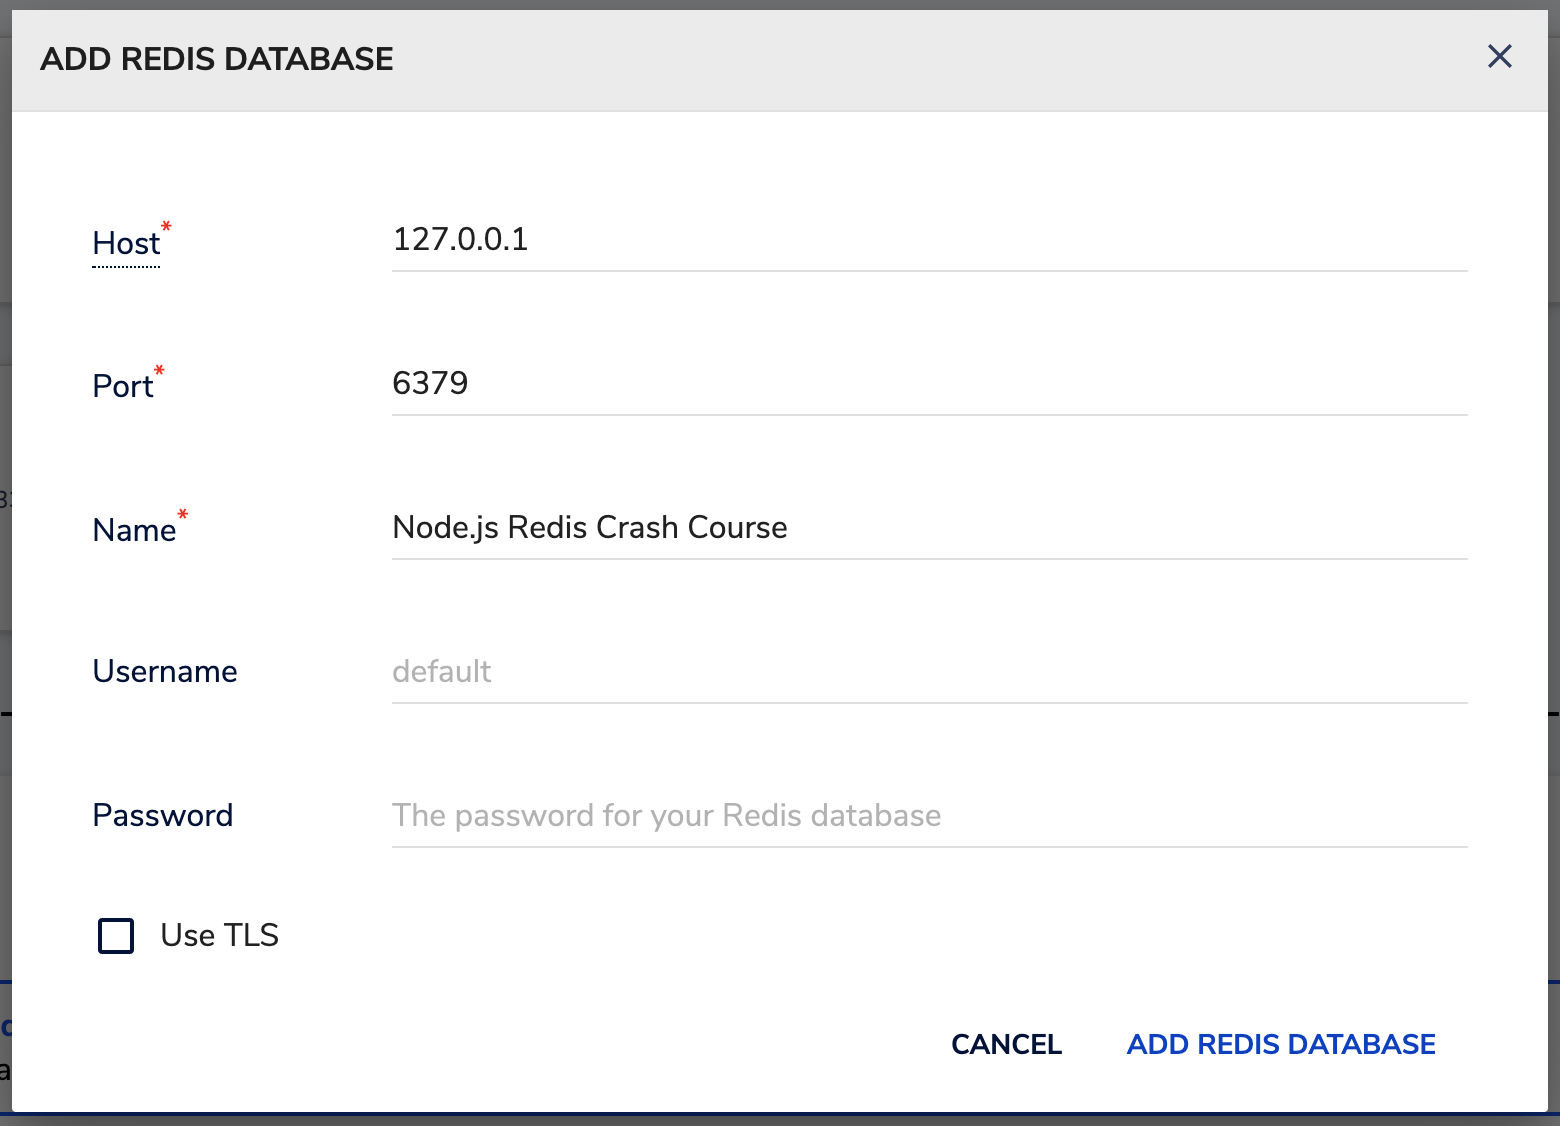 ADD REDIS DATABASE
Host*
127.0.0.1
Port*
6379
Name*
Node.js Redis Crash Course
Username
default
Password
The password for your Redis database
Use TLS
CANCEL
ADD REDIS DATABASE